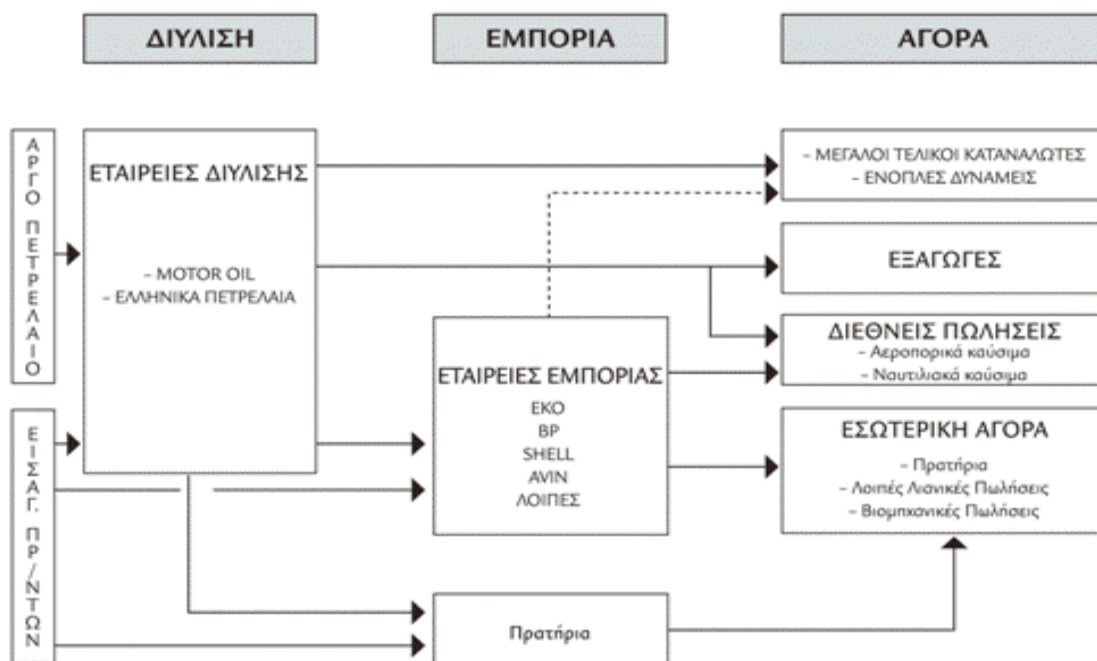 ΔΙΥΛΙΣΗ
ΕΜΠΟΡΙΑ
ΑΓΟΡΑ
ΑΡΓΟ ΠΕΤΡΕΛΑΙΟ
ΕΤΑΙΡΕΙΕΣ ΔΙΥΛΙΣΗΣ
– MOTOR OIL
– ΕΛΛΗΝΙΚΑ ΠΕΤΡΕΛΑΙΑ
– ΜΕΓΑΛΟΙ ΤΕΛΙΚΟΙ ΚΑΤΑΝΑΛΩΤΕΣ
– ΕΝΟΠΛΕΣ ΔΥΝΑΜΕΙΣ
ΕΞΑΓΩΓΕΣ
ΔΙΕΘΝΕΙΣ ΠΩΛΗΣΕΙΣ
– Αεροπορικά καύσιμα
– Ναυτιλιακά καύσιμα
ΕΤΑΙΡΕΙΕΣ ΕΜΠΟΡΙΑΣ
ΕΚΟ
BP
SHELL
AVIN
ΛΟΙΠΕΣ
ΕΣΩΤΕΡΙΚΗ ΑΓΟΡΑ
– Πρατήρια
– Λοιπές Λιανικές Πωλήσεις
– Βιομηχανικές Πωλήσεις
ΕΙΣΑΓ. ΠΡ/ΝΤΩΝ
Πρατήρια